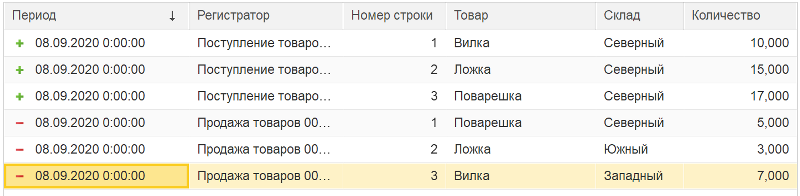 Период ↓ Регистратор Номер строки Товар Склад Количество
+ 08.09.2020 0:00:00 Поступление товаро... 1 Вилка Северный 10,000
+ 08.09.2020 0:00:00 Поступление товаро... 2 Ложка Северный 15,000
+ 08.09.2020 0:00:00 Поступление товаро... 3 Поварешка Северный 17,000
− 08.09.2020 0:00:00 Продажа товаров 00... 1 Поварешка Северный 5,000
− 08.09.2020 0:00:00 Продажа товаров 00... 2 Ложка Южный 3,000
− 08.09.2020 0:00:00 Продажа товаров 00... 3 Вилка Западный 7,000